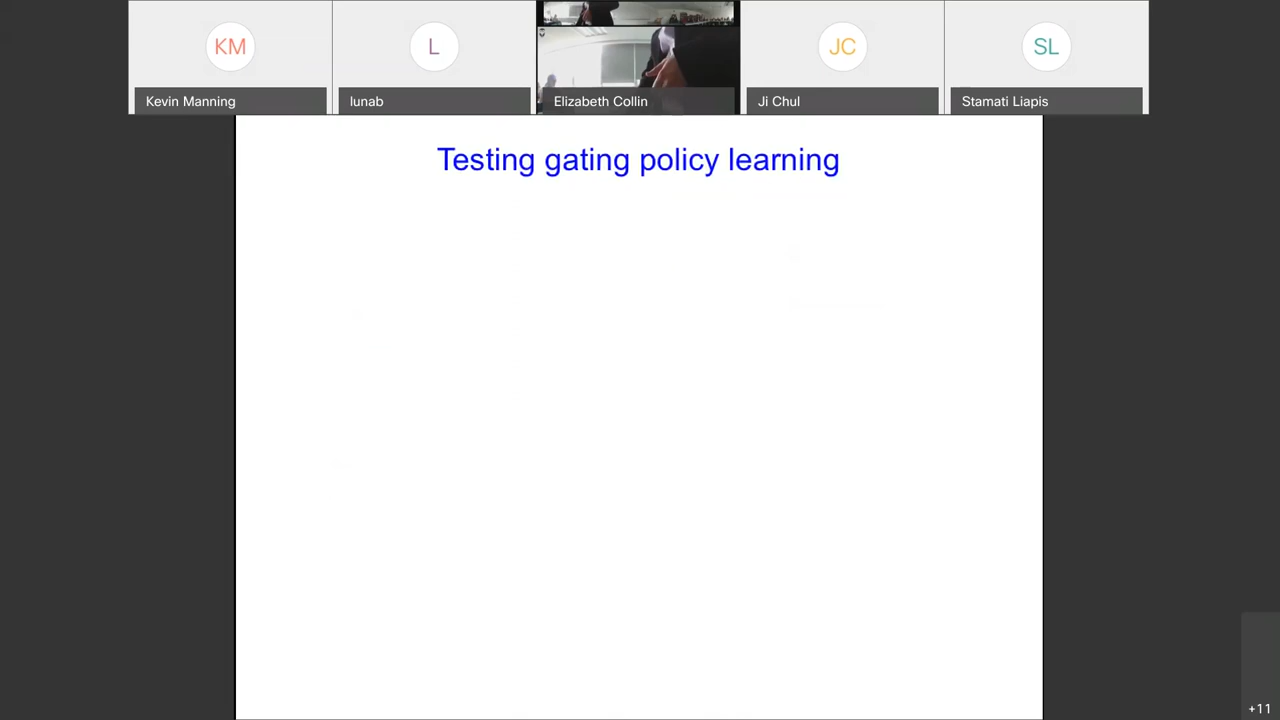 KM
L
JC
SL
Kevin Manning
lunab
Elizabeth Collin
Ji Chul
Stamati Liapis
Testing gating policy learning
+11